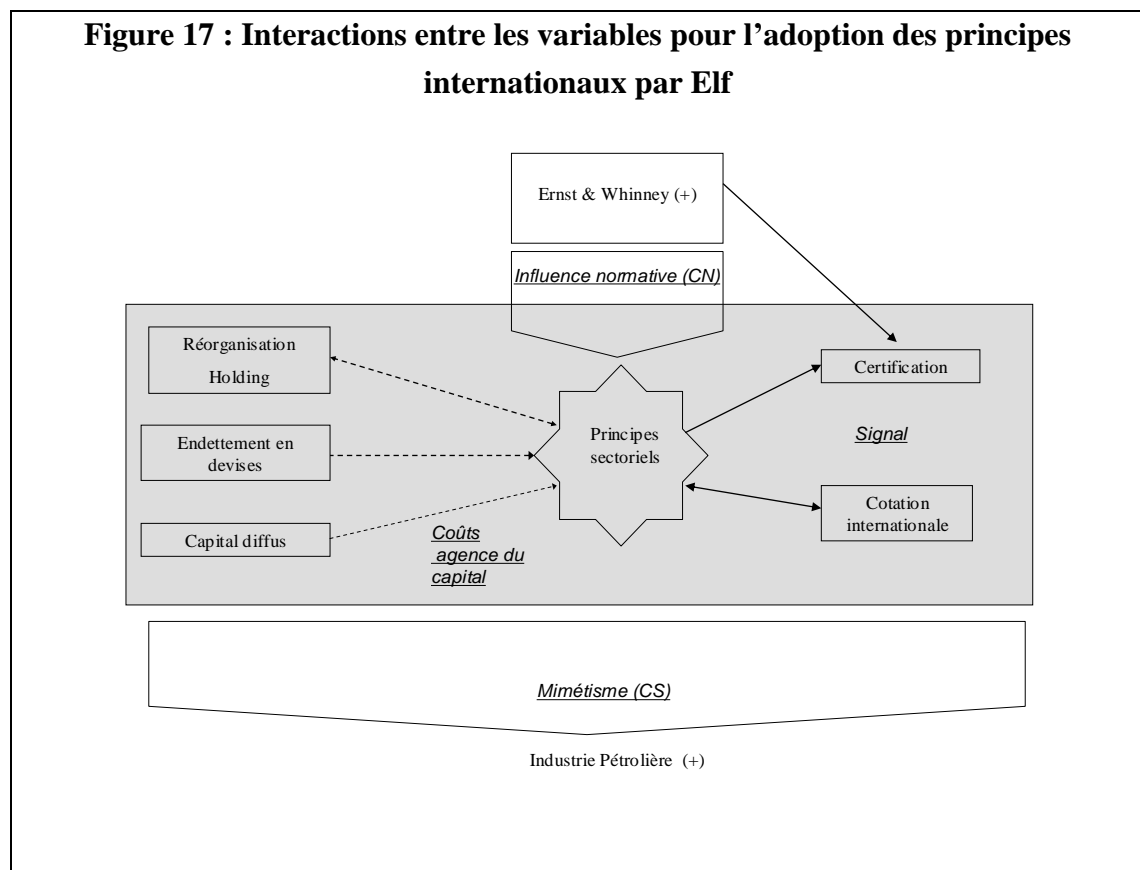 Figure 17 : Interactions entre les variables pour l’adoption des principes
internationaux par Elf
Ernst & Whinney (+)
Influence normative (CN)
Réorganisation
Holding
Certification
Principes
sectoriels
Signal
Endettement en
devises
Cotation
internationale
Capital diffus
Coûts
agence du
capital
Mimétisme (CS)
Industrie Pétrolière (+)